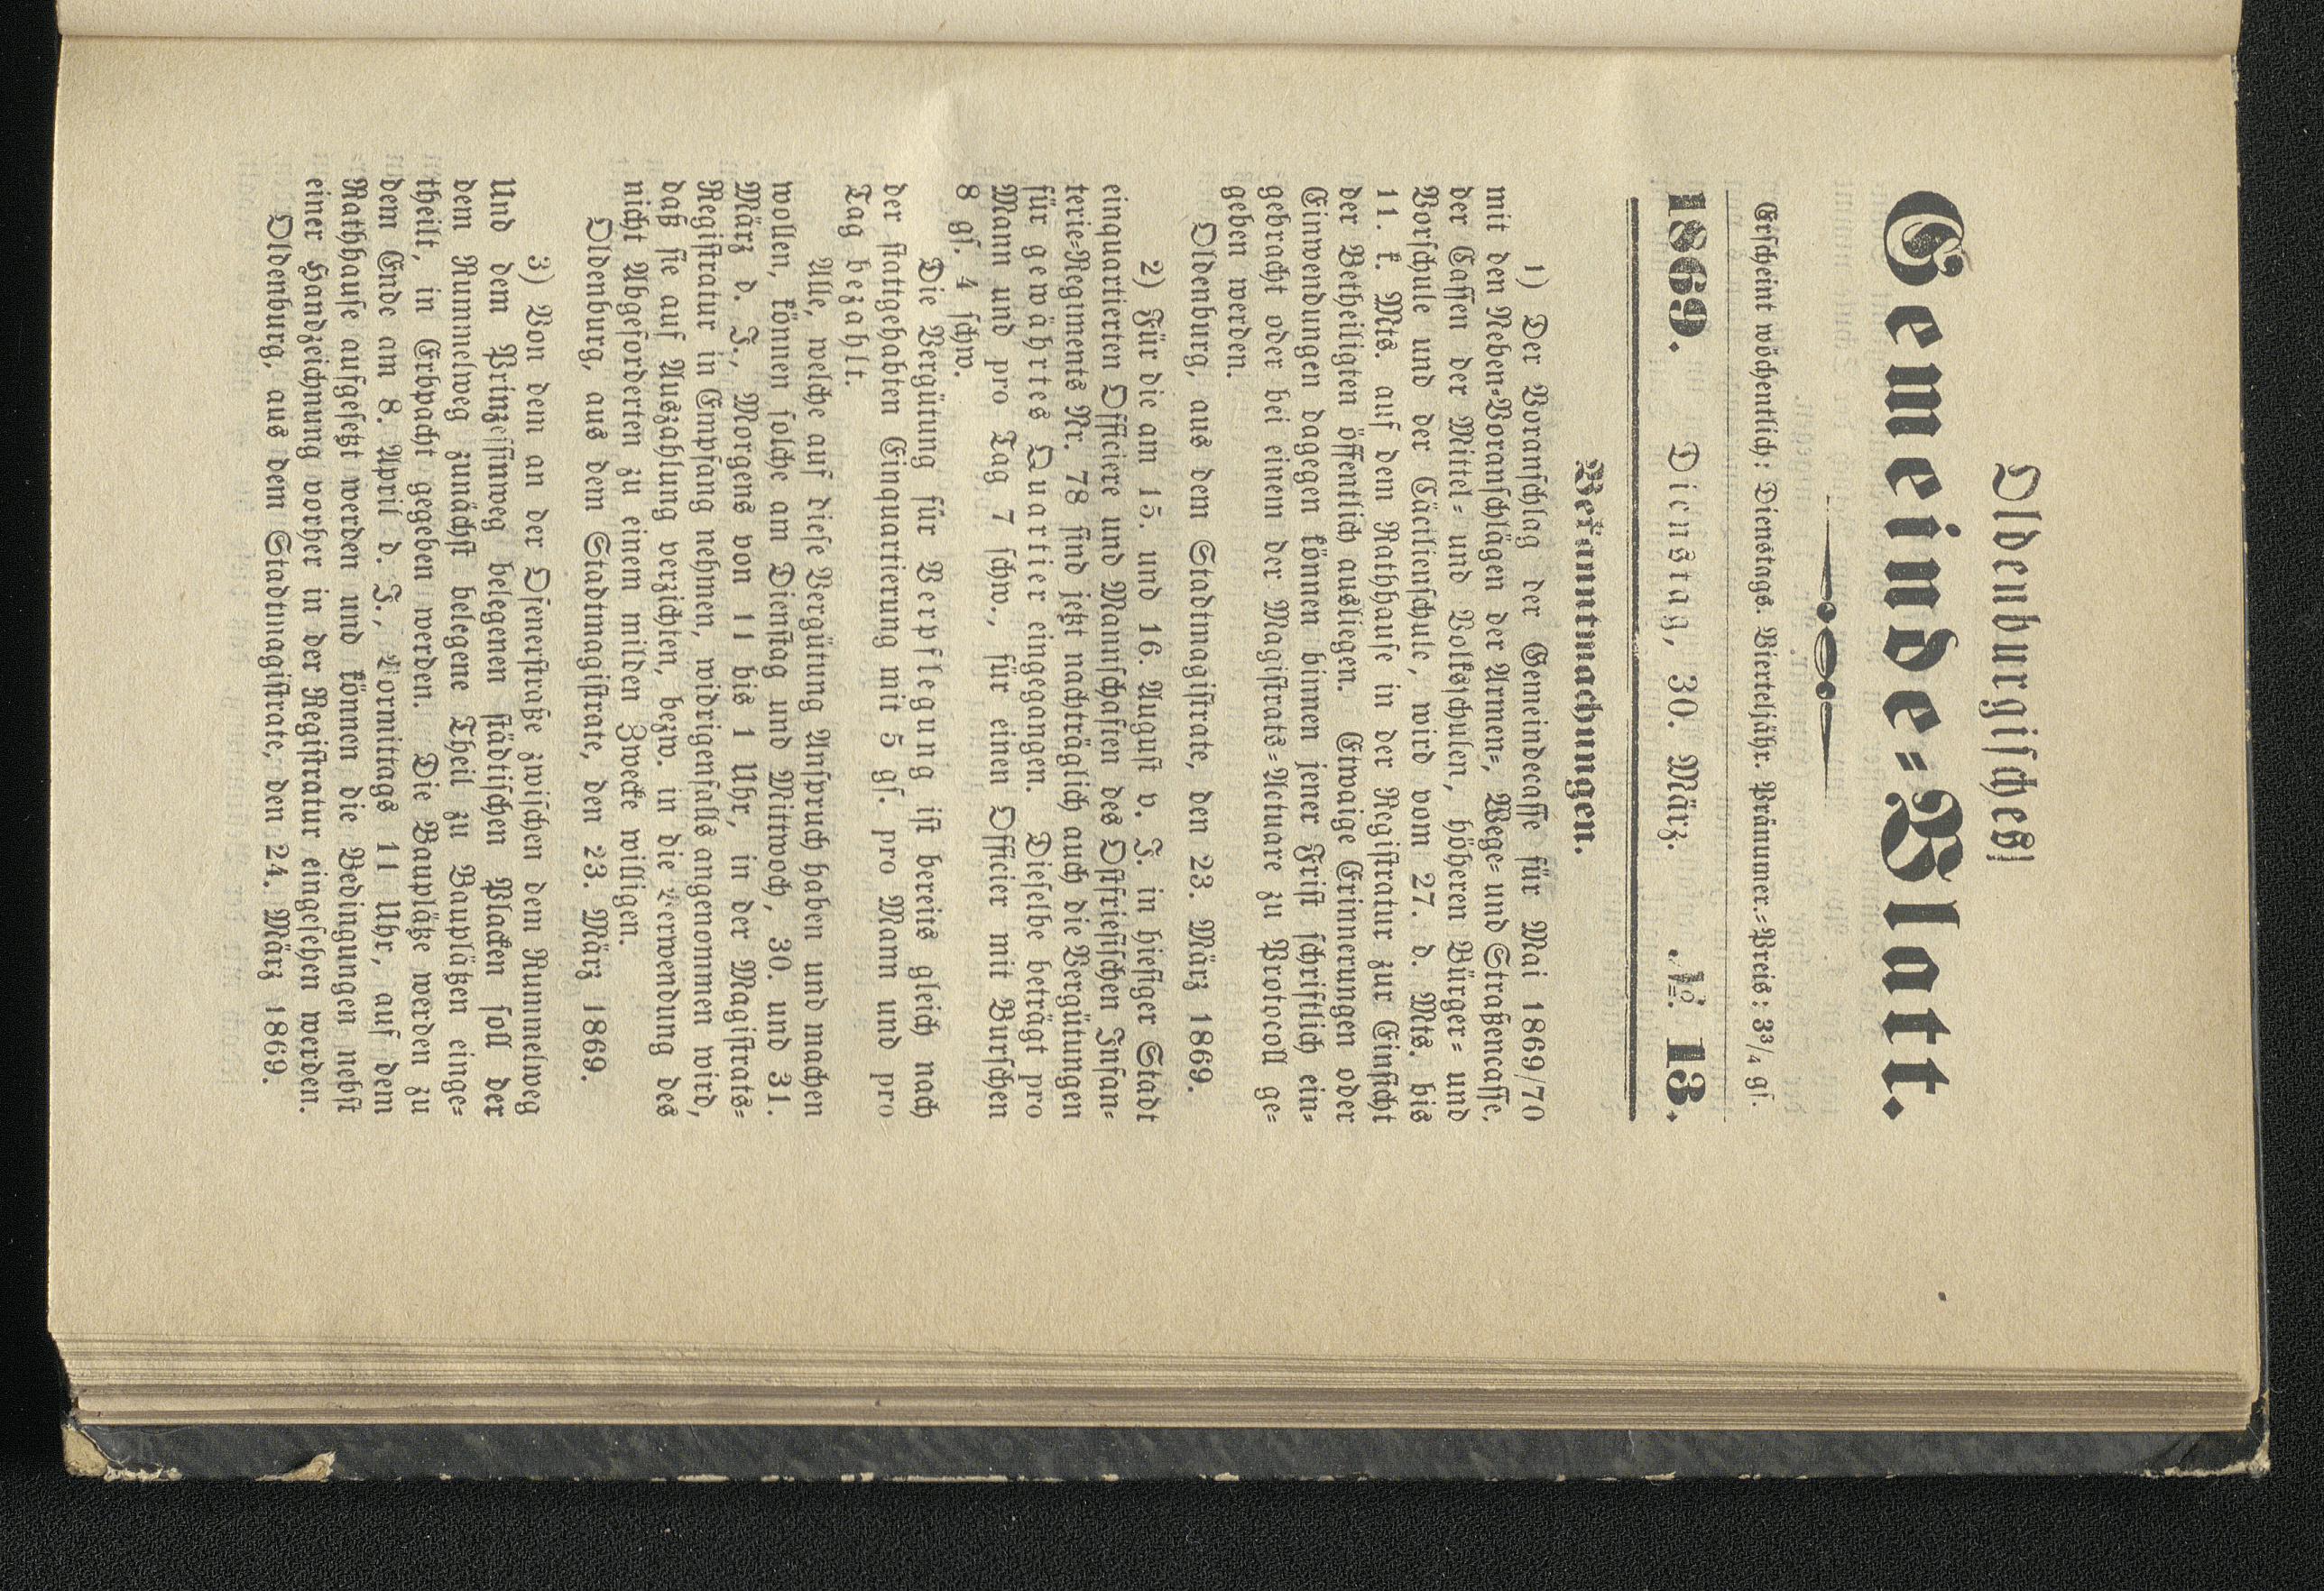 Oldenburgisches
Gemeinde=Blatt.
Erscheint wöchentlich: Dienstags. Vierteljähr. Pränumer.=Preis: 3¾ gs.
1869. Dienstag, 30. März. № 13.
Bekanntmachungen.
1) Der Voranschlag der Gemeindecasse für Mai 1869/70
mit den Neben=Voranschlägen der Armen=, Wege= und Straßencasse,
der Cassen der Mittel= und Volksschulen, höheren Bürger= und
Vorschule und der Cäcilienschule, wird vom 27. d. Mts. bis
11. k. Mts. auf dem Rathhause in der Registratur zur Einsicht
der Betheiligten öffentlich ausliegen. Etwaige Erinnerungen oder
Einwendungen dagegen können binnen jener Frist schriftlich ein=
gebracht oder bei einem der Magistrats=Actuare zu Protocoll ge=
geben werden.
Oldenburg, aus dem Stadtmagistrate, den 23. März 1869.
2) Für die am 15. und 16. August v. J. in hiesiger Stadt
einquartierten Officiere und Mannschaften des Ostfriesischen Infan=
terie=Regiments Nr. 78 sind jetzt nachträglich auch die Vergütungen
für gewährtes Quartier eingegangen. Dieselbe beträgt pro
Mann und pro Tag 7 schw., für einen Officier mit Burschen
8 gs. 4 schw.
Die Vergütung für Verpflegung ist bereits gleich nach
der stattgehabten Einquartierung mit 5 gs. pro Mann und pro
Tag bezahlt.
Alle, welche auf diese Vergütung Anspruch haben und machen
wollen, können solche am Dienstag und Mittwoch, 30. und 31.
März d. J., Morgens von 11 bis 1 Uhr, in der Magistrats=
Registratur in Empfang nehmen, widrigenfalls angenommen wird,
daß sie auf Auszahlung verzichten, bezw. in die Verwendung des
nicht Abgeforderten zu einem milden Zwecke willigen.
Oldenburg, aus dem Stadtmagistrate, den 23. März 1869.
3) Von dem an der Ofenerstraße zwischen dem Rummelweg
und dem Prinzessinweg belegenen städtischen Placken soll der
dem Rummelweg zunächst belegene Theil zu Bauplätzen einge=
theilt, in Erbpacht gegeben werden. Die Bauplätze werden zu
dem Ende am 8. April d. J., Vormittags 11 Uhr, auf dem
Rathhause aufgesetzt werden und können die Bedingungen nebst
einer Handzeichnung vorher in der Registratur eingesehen werden.
Oldenburg, aus dem Stadtmagistrate, den 24. März 1869.